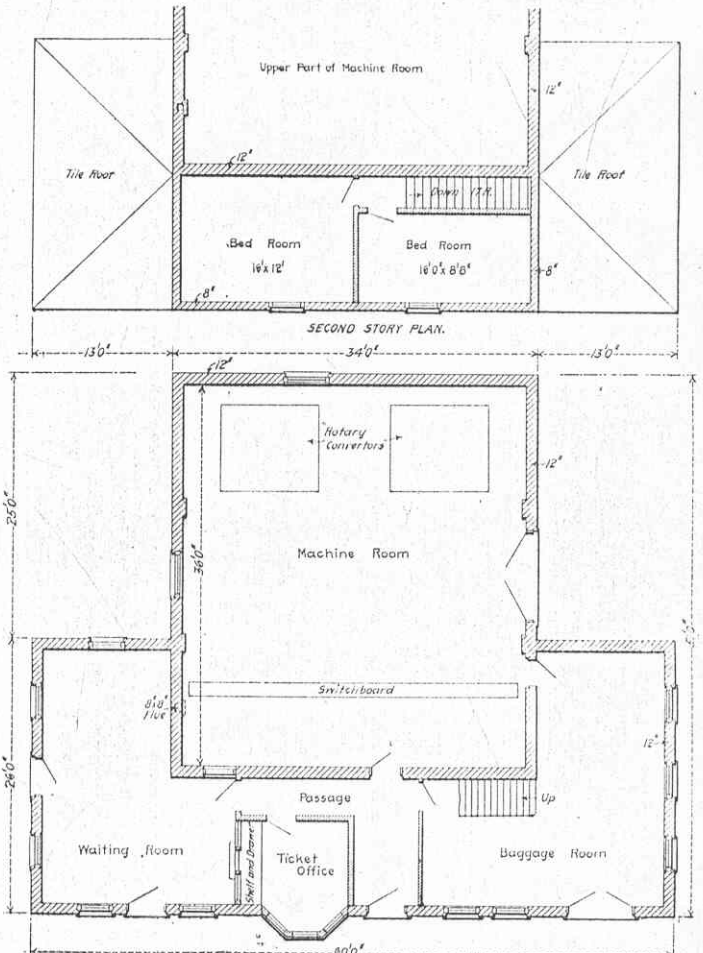 Upper Part of Machine Room
12"
12"
Tile Roof
Tile Roof
Down 17 R.
Bed Room
16' x 12'
Bed Room
16'0" x 8'8"
8"
8"
SECOND STORY PLAN.
13'0"
34'0"
13'0"
12"
Rotary
Convertors
12"
25'0"
36'0"
Machine Room
Switchboard
8"x8"
flue
12"
26'0"
Passage
Up
Waiting Room
Shelf and Drawer
Ticket
Office
Baggage Room
60'0"